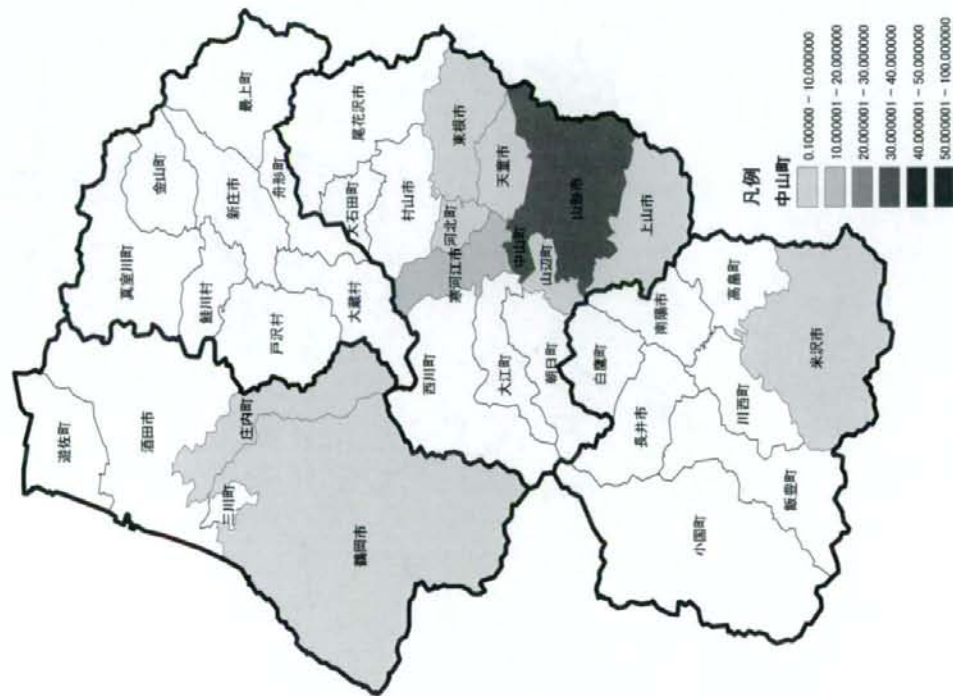 遊佐町
酒田市
真室川町
金山町
最上町
鮭川村
新庄市
舟形町
戸沢村
大蔵村
庄内町
三川町
鶴岡市
尾花沢市
大石田町
村山市
東根市
河北町
寒河江市
天童市
西川町
中山町
山辺町
山形市
大江町
朝日町
上山市
白鷹町
南陽市
高畠町
長井市
川西町
米沢市
飯豊町
小国町
凡例
中山町
0.100000 - 10.000000
10.000001 - 20.000000
20.000001 - 30.000000
30.000001 - 40.000000
40.000001 - 50.000000
50.000001 - 100.000000